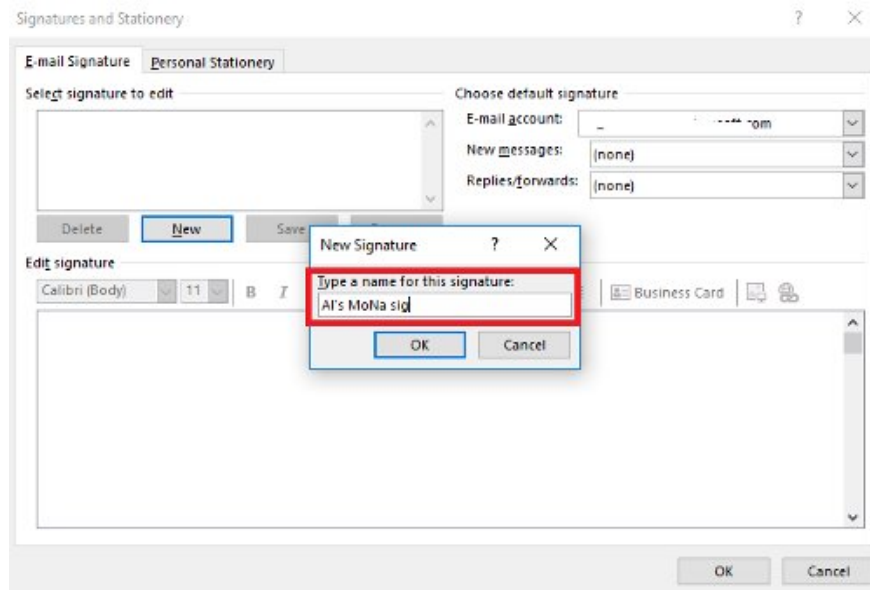 Signatures and Stationery
E-mail Signature Personal Stationery
Select signature to edit
Choose default signature
E-mail account:
New messages: (none)
Replies/forwards: (none)
Delete New Save
New Signature
Type a name for this signature:
Al's MoNa sig
OK Cancel
Edit signature
Calibri (Body) 11 B I
Business Card
OK Cancel